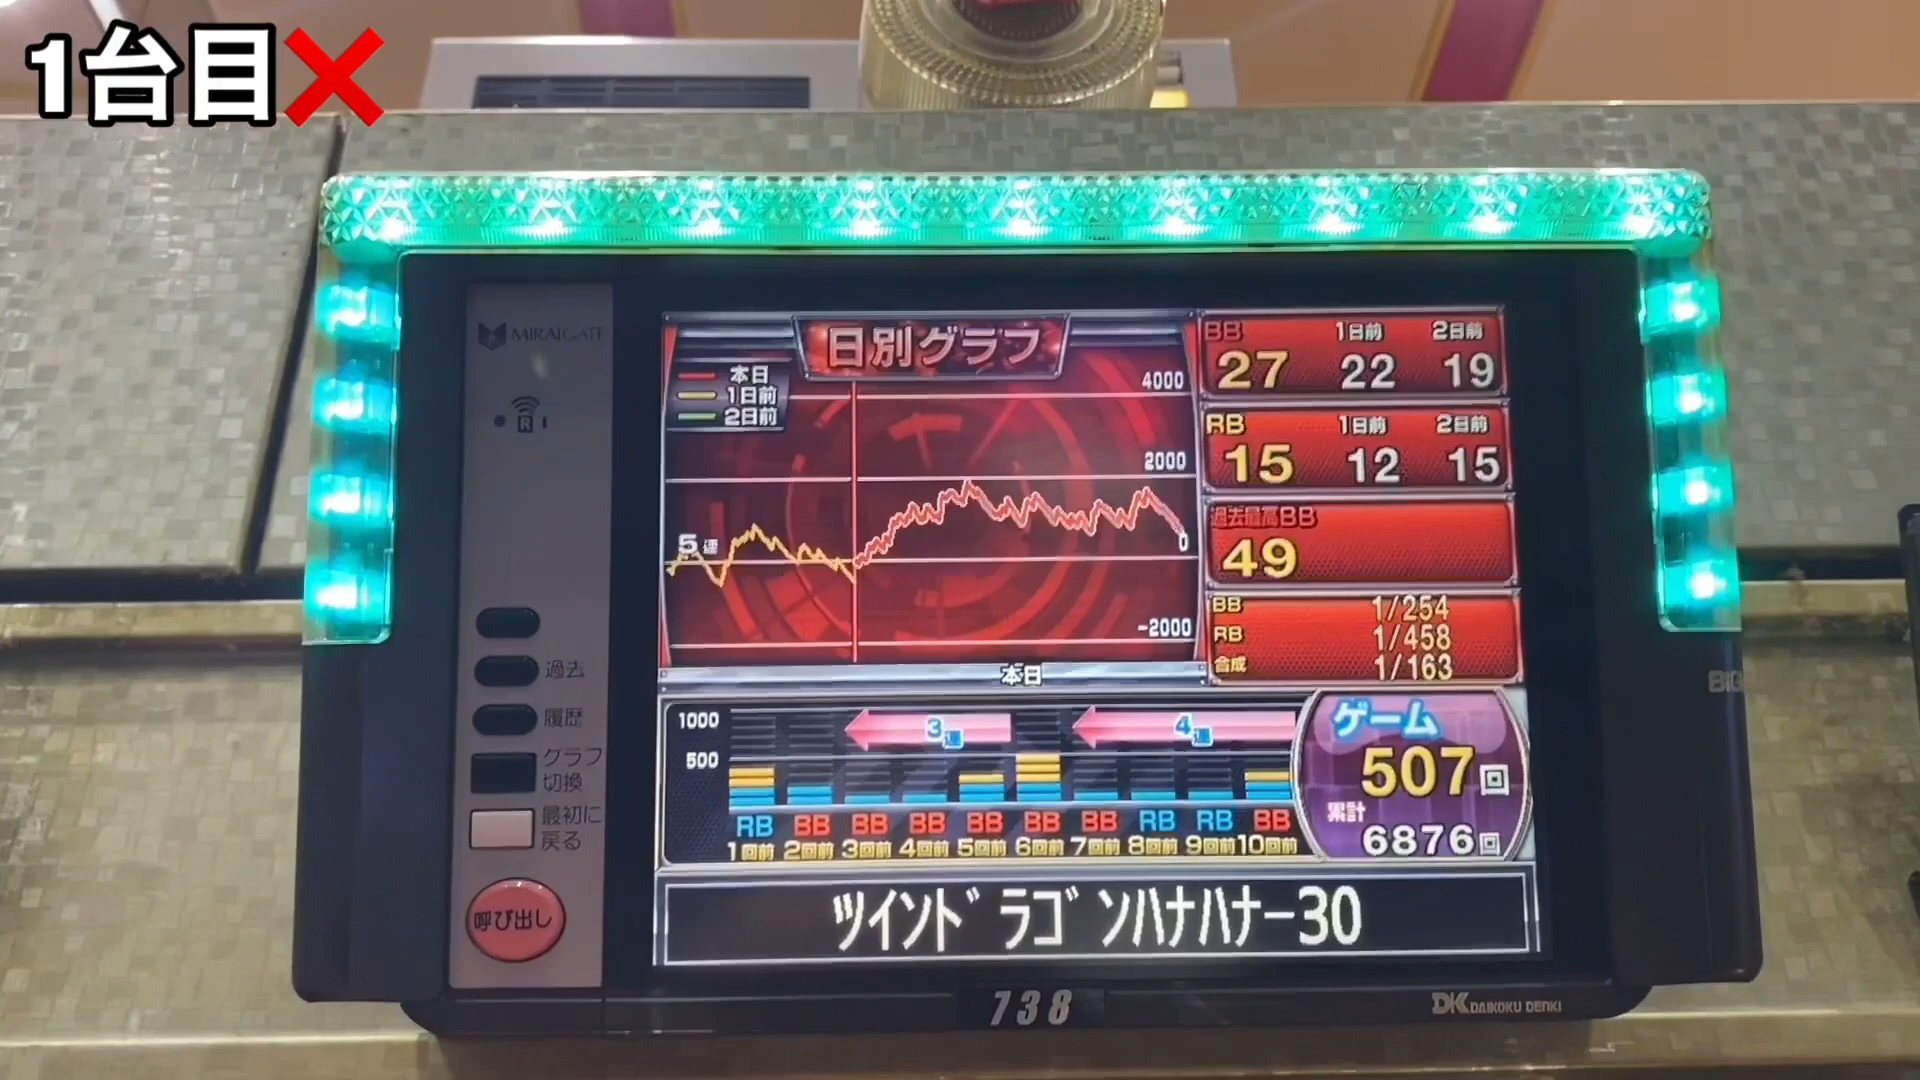 1台目❌
MIRAIGATE
R
過去
履歴
グラフ
切換
最初に
戻る
呼び出し
日別グラフ
本日
1日前
2日前
4000
2000
0
-2000
5連
本日
BB 1日前 2日前
27 22 19
RB 1日前 2日前
15 12 15
過去最高BB
49
BB 1/254
RB 1/458
合成 1/163
1000
500
3連
4連
RB BB BB BB BB BB BB RB RB BB
1回前 2回前 3回前 4回前 5回前 6回前 7回前 8回前 9回前 10回前
ゲーム
507回
累計
6876回
ツインドラゴンハナハナー30
738
DK DAIKOKU DENKI